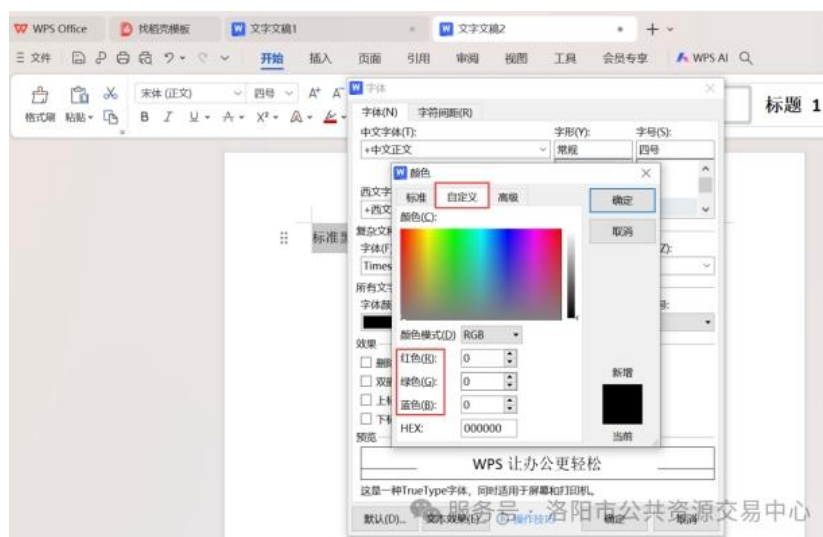 WPS Office 找稻壳模板 文字文稿1 文字文稿2
文件 开始 插入 页面 引用 审阅 视图 工具 会员专享 WPS AI
宋体 (正文) 四号 A+ A-
格式刷 粘贴 B I U A X² A 标题 1
字体
字体(N) 字符间距(R)
中文字体(T): 字形(Y): 字号(S):
+中文正文 常规 四号
颜色
西文字
标准 自定义 高级 确定
+西文
颜色(C):
取消
标准
复杂文
字体(F Z):
Times
所有文字
字体颜
颜色模式(D) RGB
效果
红色(R): 0
绿色(G): 0
双删
新增
蓝色(B): 0
上标
下标
HEX: 000000
当前
预览
WPS 让办公更轻松
这是一种TrueType字体，同时适用于屏幕和打印机。
默认(D)... 文本效果(E)... 操作技巧 确定 取消
服务号 · 洛阳市公共资源交易中心